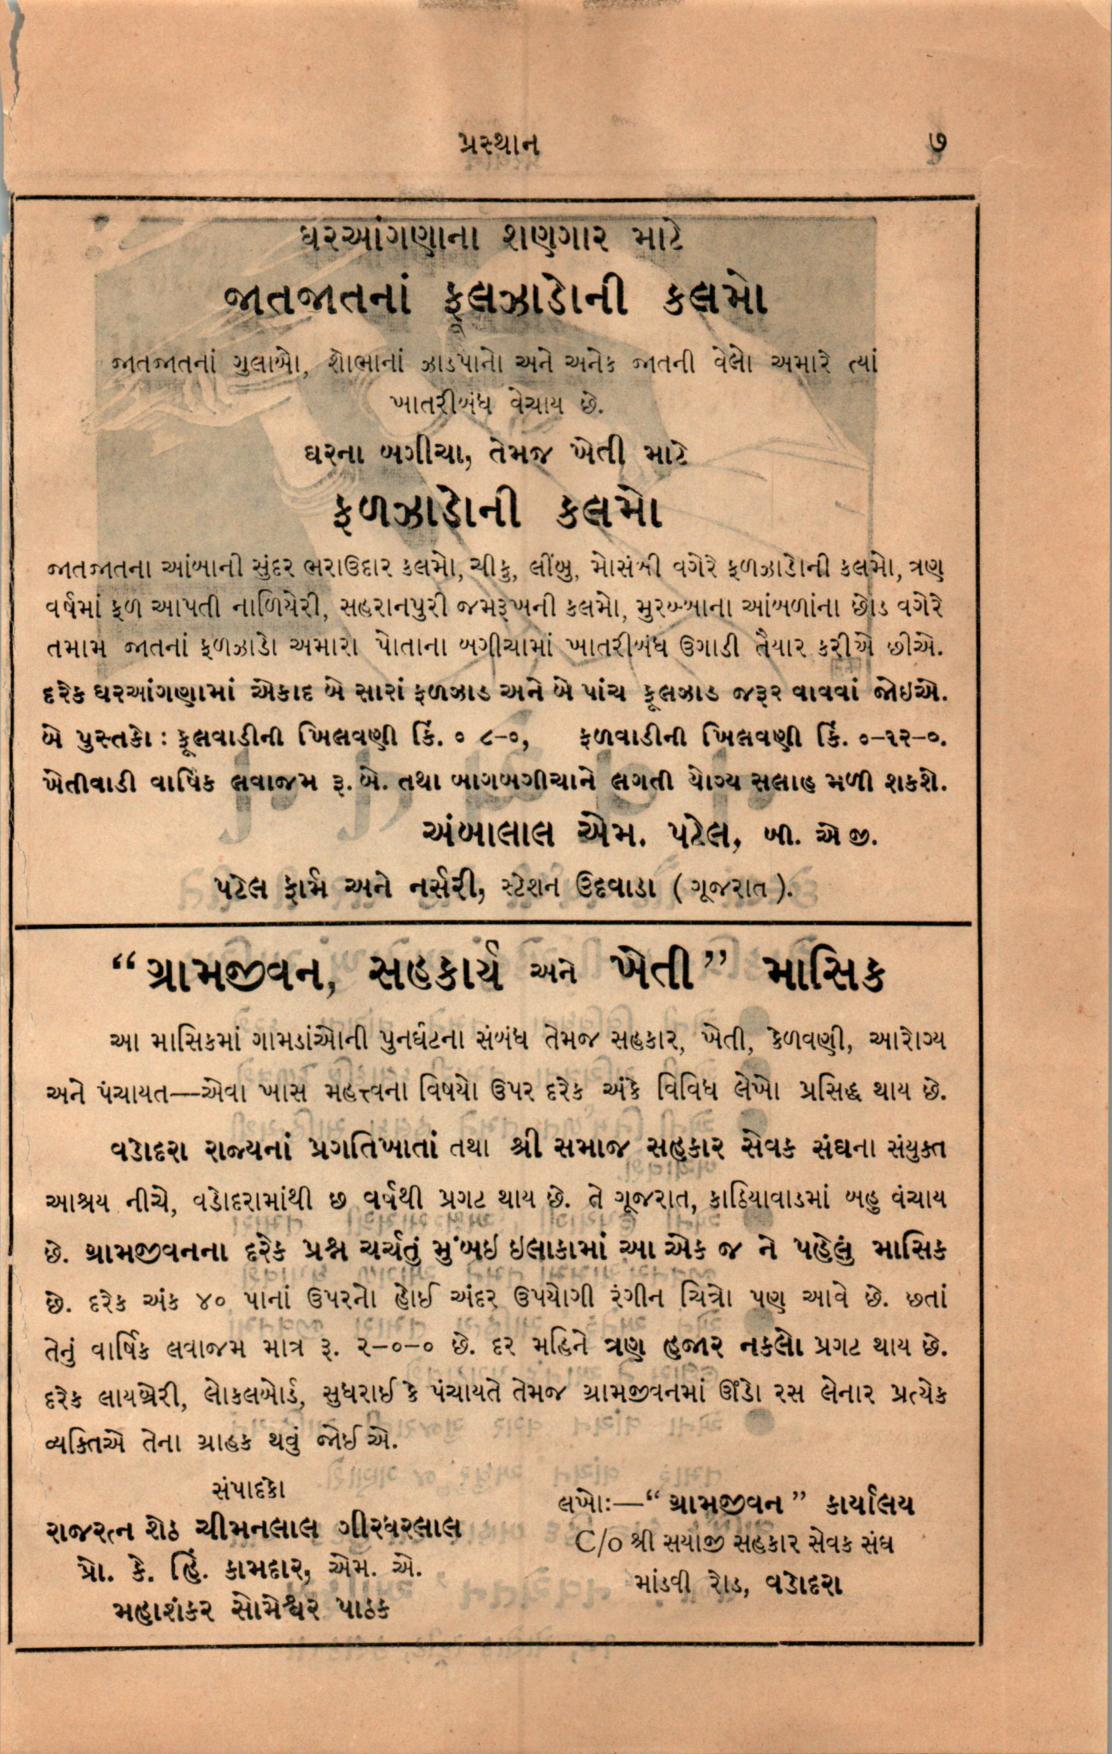 પ્રસ્થાન
૭
ઘરઆંગણાના શણગાર માટે
જાતજાતનાં ફૂલઝાડોની કલમો
જાતજાતનાં ગુલાબો, શોભાનાં ઝાડપાનો અને અનેક જાતની વેલો અમારે ત્યાં
ખાતરીબંધ વેચાય છે.
ઘરના બગીચા, તેમજ ખેતી માટે
ફળઝાડોની કલમો
જાતજાતના આંબાની સુંદર ભરાઉદાર કલમો, ચીકુ, લીંબુ, મોસંબી વગેરે ફળઝાડોની કલમો, ત્રણ
વર્ષમાં ફળ આપતી નાળિયેરી, સહરાનપુરી જમરૂખની કલમો, મુરબ્બાના આંબળાંના છોડ વગેરે
તમામ જાતનાં ફળઝાડો અમારા પોતાના બગીચામાં ખાતરીબંધ ઉગાડી તૈયાર કરીએ છીએ.
દરેક ઘરઆંગણામાં એકાદ બે સારાં ફળઝાડ અને બે પાંચ ફૂલઝાડ જરૂર વાવવાં જોઇએ.
બે પુસ્તકો : ફૂલવાડીની ખિલવણી કિં. ૦ ૮-૦, ફળવાડીની ખિલવણી કિં. ૦-૧૨-૦.
ખેતીવાડી વાર્ષિક લવાજમ રૂ. બે. તથા બાગબગીચાને લગતી યોગ્ય સલાહ મળી શકશે.
અંબાલાલ એમ. પટેલ, બી. એ જી.
પટેલ ફાર્મ અને નર્સરી, સ્ટેશન ઉદવાડા ( ગૂજરાત ).
“ગ્રામજીવન, સહકાર્ય અને ખેતી” માસિક
આ માસિકમાં ગામડાંઓની પુનર્ઘટના સંબંધ તેમજ સહકાર, ખેતી, કેળવણી, આરોગ્ય
અને પંચાયત—એવા ખાસ મહત્ત્વના વિષયો ઉપર દરેક અંકે વિવિધ લેખો પ્રસિદ્ધ થાય છે.
વડોદરા રાજ્યનાં પ્રગતિખાતાં તથા શ્રી સમાજ સહકાર સેવક સંઘના સંયુક્ત
આશ્રય નીચે, વડોદરામાંથી છ વર્ષથી પ્રગટ થાય છે. તે ગૂજરાત, કાઠિયાવાડમાં બહુ વંચાય
છે. ગ્રામજીવનના દરેક પ્રશ્ન ચર્ચતું મુંબઇ ઇલાકામાં આ એક જ ને પહેલું માસિક
છે. દરેક અંક ૪૦ પાનાં ઉપરનો હોઈ અંદર ઉપયોગી રંગીન ચિત્રો પણ આવે છે. છતાં
તેનું વાર્ષિક લવાજમ માત્ર રૂ. ૨-૦-૦ છે. દર મહિને ત્રણ હજાર નકલો પ્રગટ થાય છે.
દરેક લાયબ્રેરી, લોકલબોર્ડ, સુધરાઈ કે પંચાયતે તેમજ ગ્રામજીવનમાં ઊંડો રસ લેનાર પ્રત્યેક
વ્યક્તિએ તેના ગ્રાહક થવું જોઈએ.
સંપાદકો
રાજરત્ન શેઠ ચીમનલાલ ગીરધરલાલ
પ્રો. કે. હિં. કામદાર, એમ. એ.
મહાશંકર સોમેશ્વર પાઠક
લખોઃ—“ ગ્રામજીવન ” કાર્યાલય
C/o શ્રી સયાજી સહકાર સેવક સંઘ
માંડવી રોડ, વડોદરા